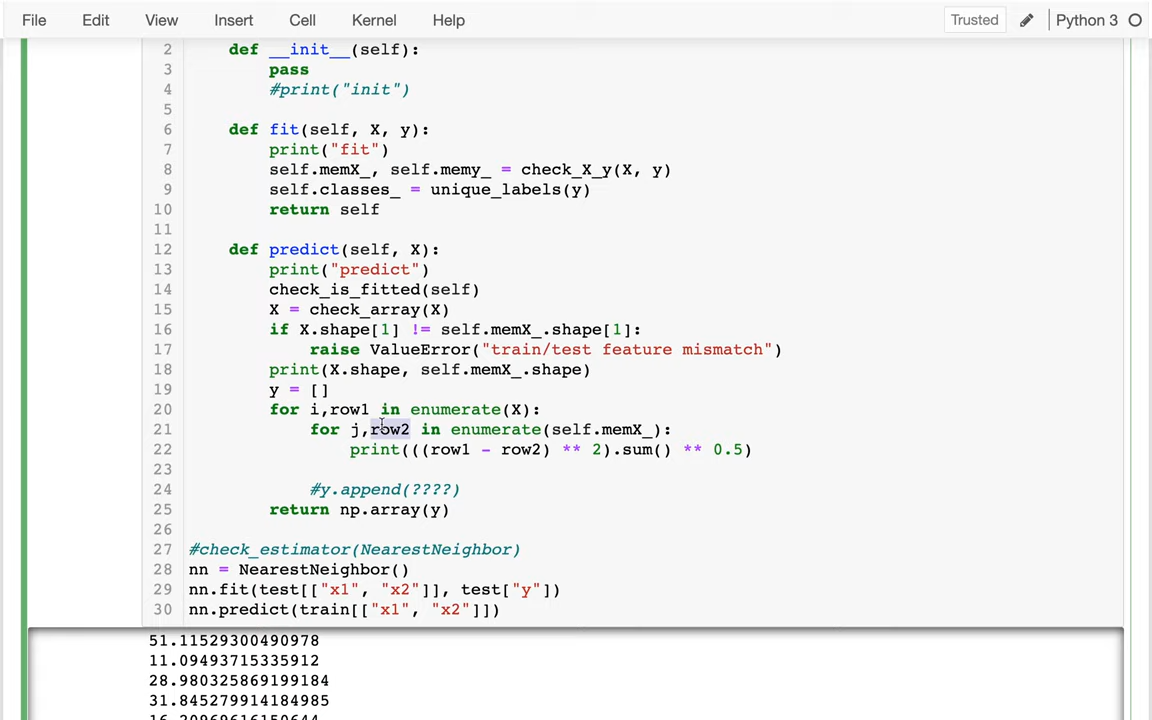 File Edit View Insert Cell Kernel Help Trusted Python 3
2 def __init__(self):
3 pass
4 #print("init")
5
6 def fit(self, X, y):
7 print("fit")
8 self.memX_, self.memy_ = check_X_y(X, y)
9 self.classes_ = unique_labels(y)
10 return self
11
12 def predict(self, X):
13 print("predict")
14 check_is_fitted(self)
15 X = check_array(X)
16 if X.shape[1] != self.memX_.shape[1]:
17 raise ValueError("train/test feature mismatch")
18 print(X.shape, self.memX_.shape)
19 y = []
20 for i,row1 in enumerate(X):
21 for j,row2 in enumerate(self.memX_):
22 print(((row1 - row2) ** 2).sum() ** 0.5)
23
24 #y.append(????)
25 return np.array(y)
26
27 #check_estimator(NearestNeighbor)
28 nn = NearestNeighbor()
29 nn.fit(test[["x1", "x2"]], test["y"])
30 nn.predict(train[["x1", "x2"]])
51.11529300490978
11.09493715335912
28.980325869199184
31.845279914184985
16.20969616150644